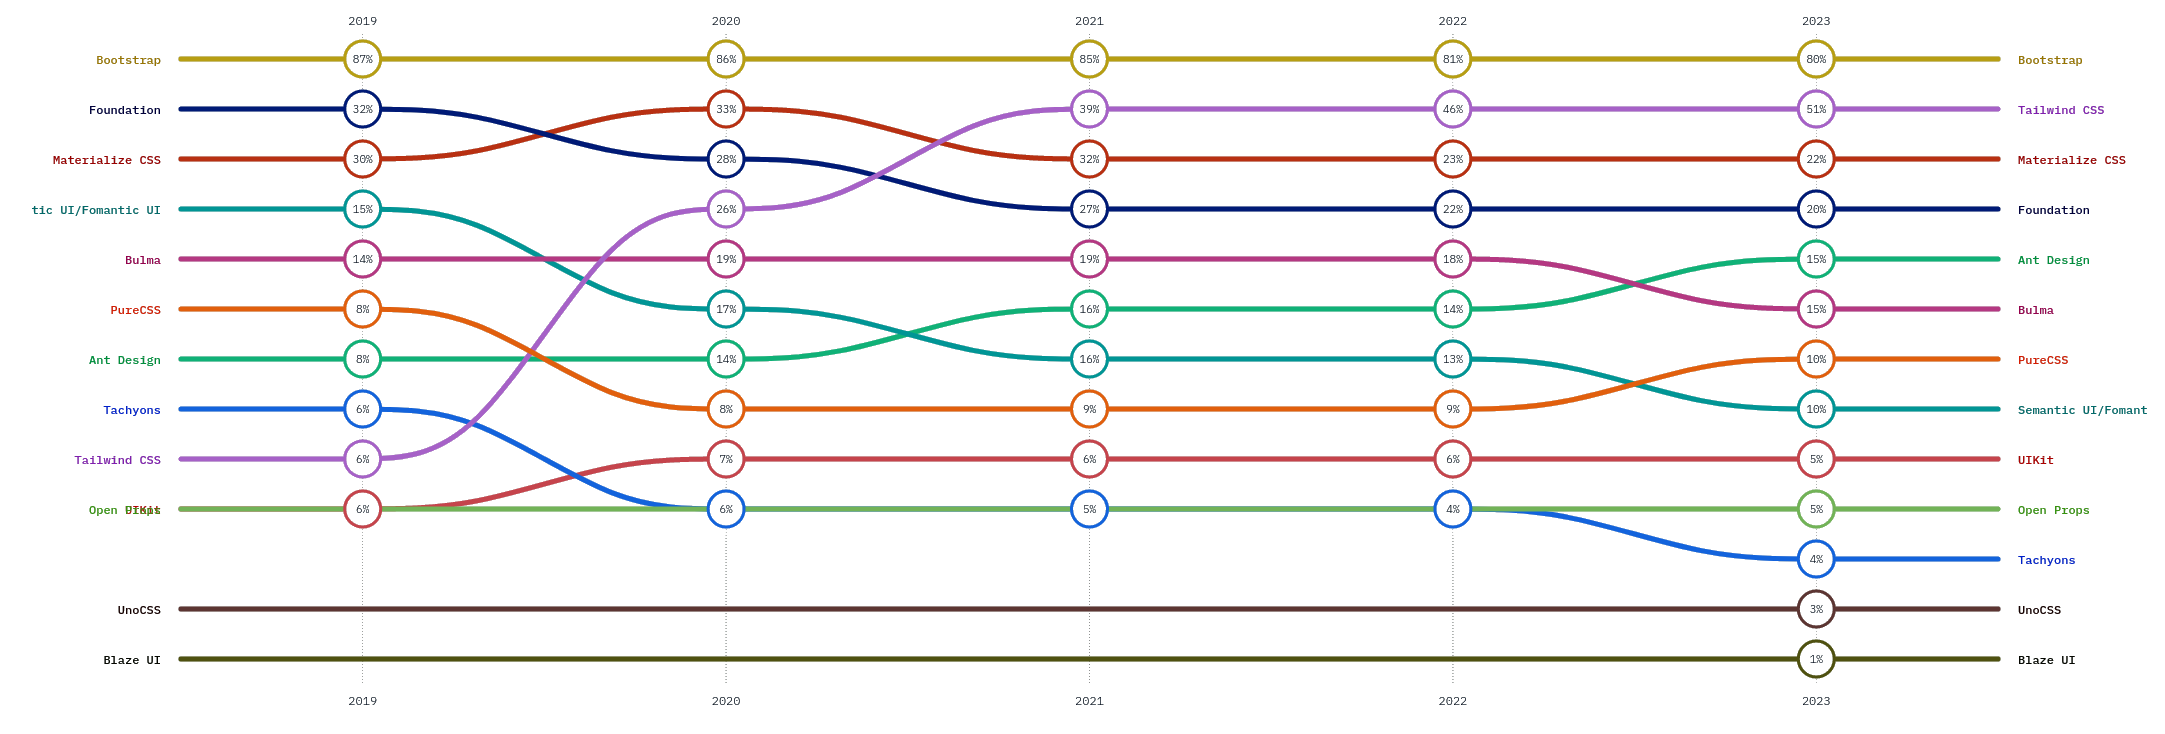 2019 2020 2021 2022 2023
Bootstrap 87% 86% 85% 81% 80% Bootstrap
Foundation 32% 33% 39% 46% 51% Tailwind CSS
Materialize CSS 30% 28% 32% 23% 22% Materialize CSS
tic UI/Fomantic UI 15% 26% 27% 22% 20% Foundation
Bulma 14% 19% 19% 18% 15% Ant Design
PureCSS 8% 17% 16% 14% 15% Bulma
Ant Design 8% 14% 16% 13% 10% PureCSS
Tachyons 6% 8% 9% 9% 10% Semantic UI/Fomant
Tailwind CSS 6% 7% 6% 6% 5% UIKit
Open Props UIKit 6% 6% 5% 4% 5% Open Props
4% Tachyons
UnoCSS 3% UnoCSS
Blaze UI 1% Blaze UI
2019 2020 2021 2022 2023